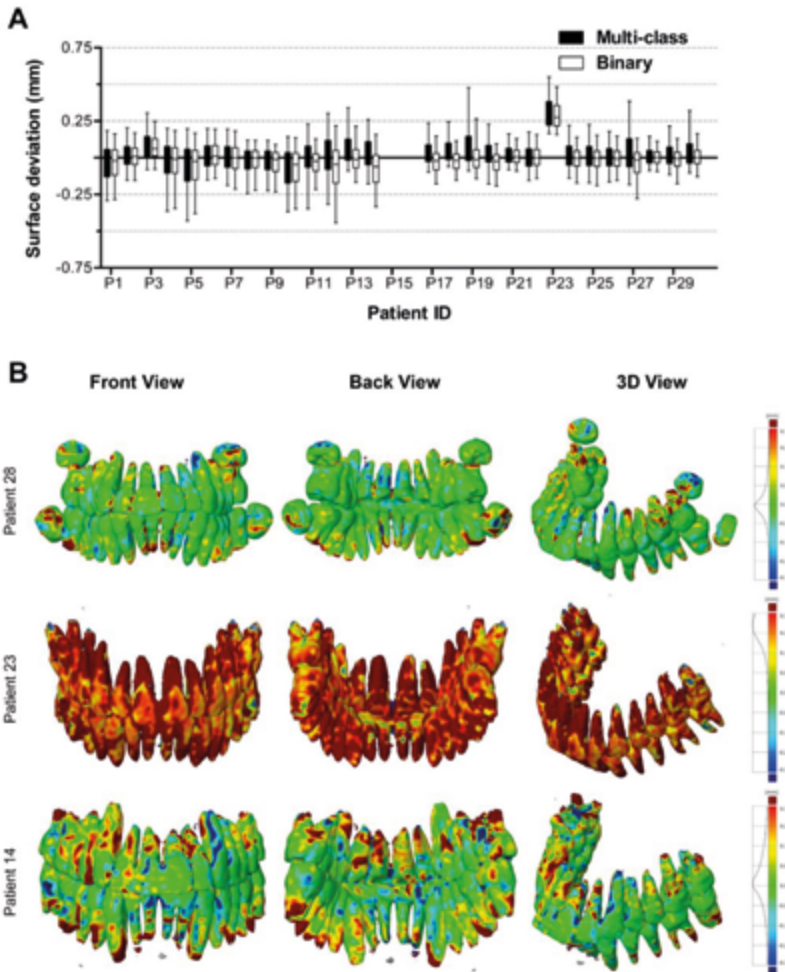 A
Multi-class
Binary
Surface deviation (mm)
0.75
0.25
-0.25
-0.75
P1 P3 P5 P7 P9 P11 P13 P15 P17 P19 P21 P23 P25 P27 P29
Patient ID
B
Front View Back View 3D View
Patient 28
Patient 23
Patient 14